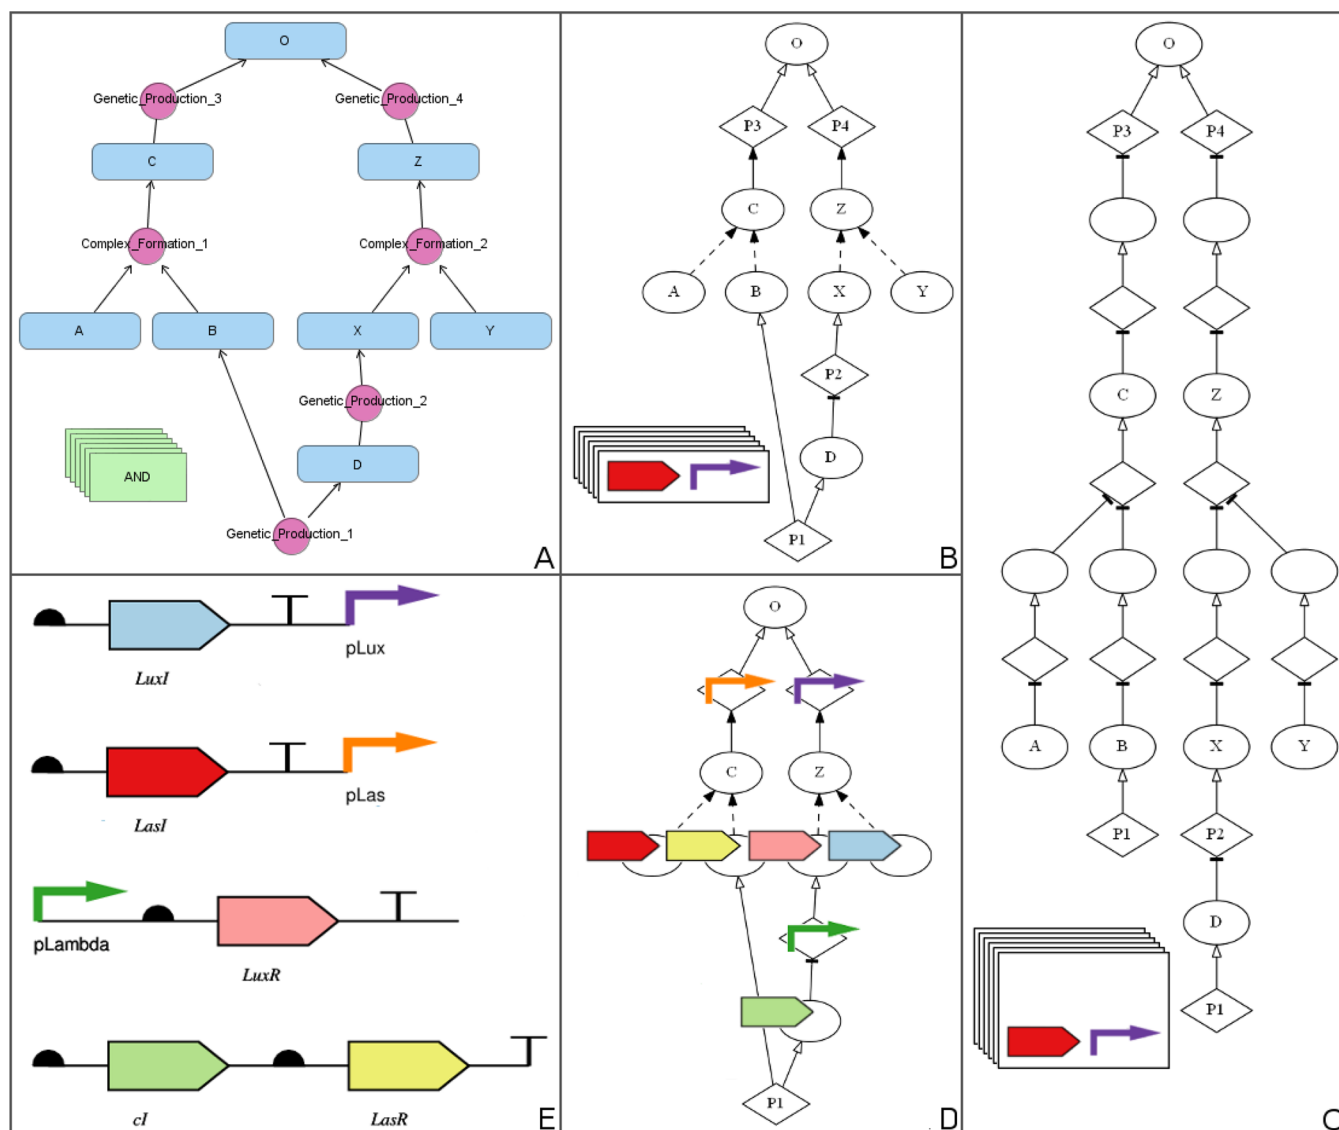 O
Genetic_Production_3
Genetic_Production_4
C
Z
Complex_Formation_1
Complex_Formation_2
A
B
X
Y
Genetic_Production_2
AND
D
Genetic_Production_1
A
O
P3
P4
C
Z
A
B
X
Y
P2
D
P1
B
O
P3
P4
C
Z
A
B
X
Y
P1
P2
D
P1
C
O
C
Z
P1
D
pLux
LuxI
pLas
LasI
pLambda
LuxR
cI
LasR
E